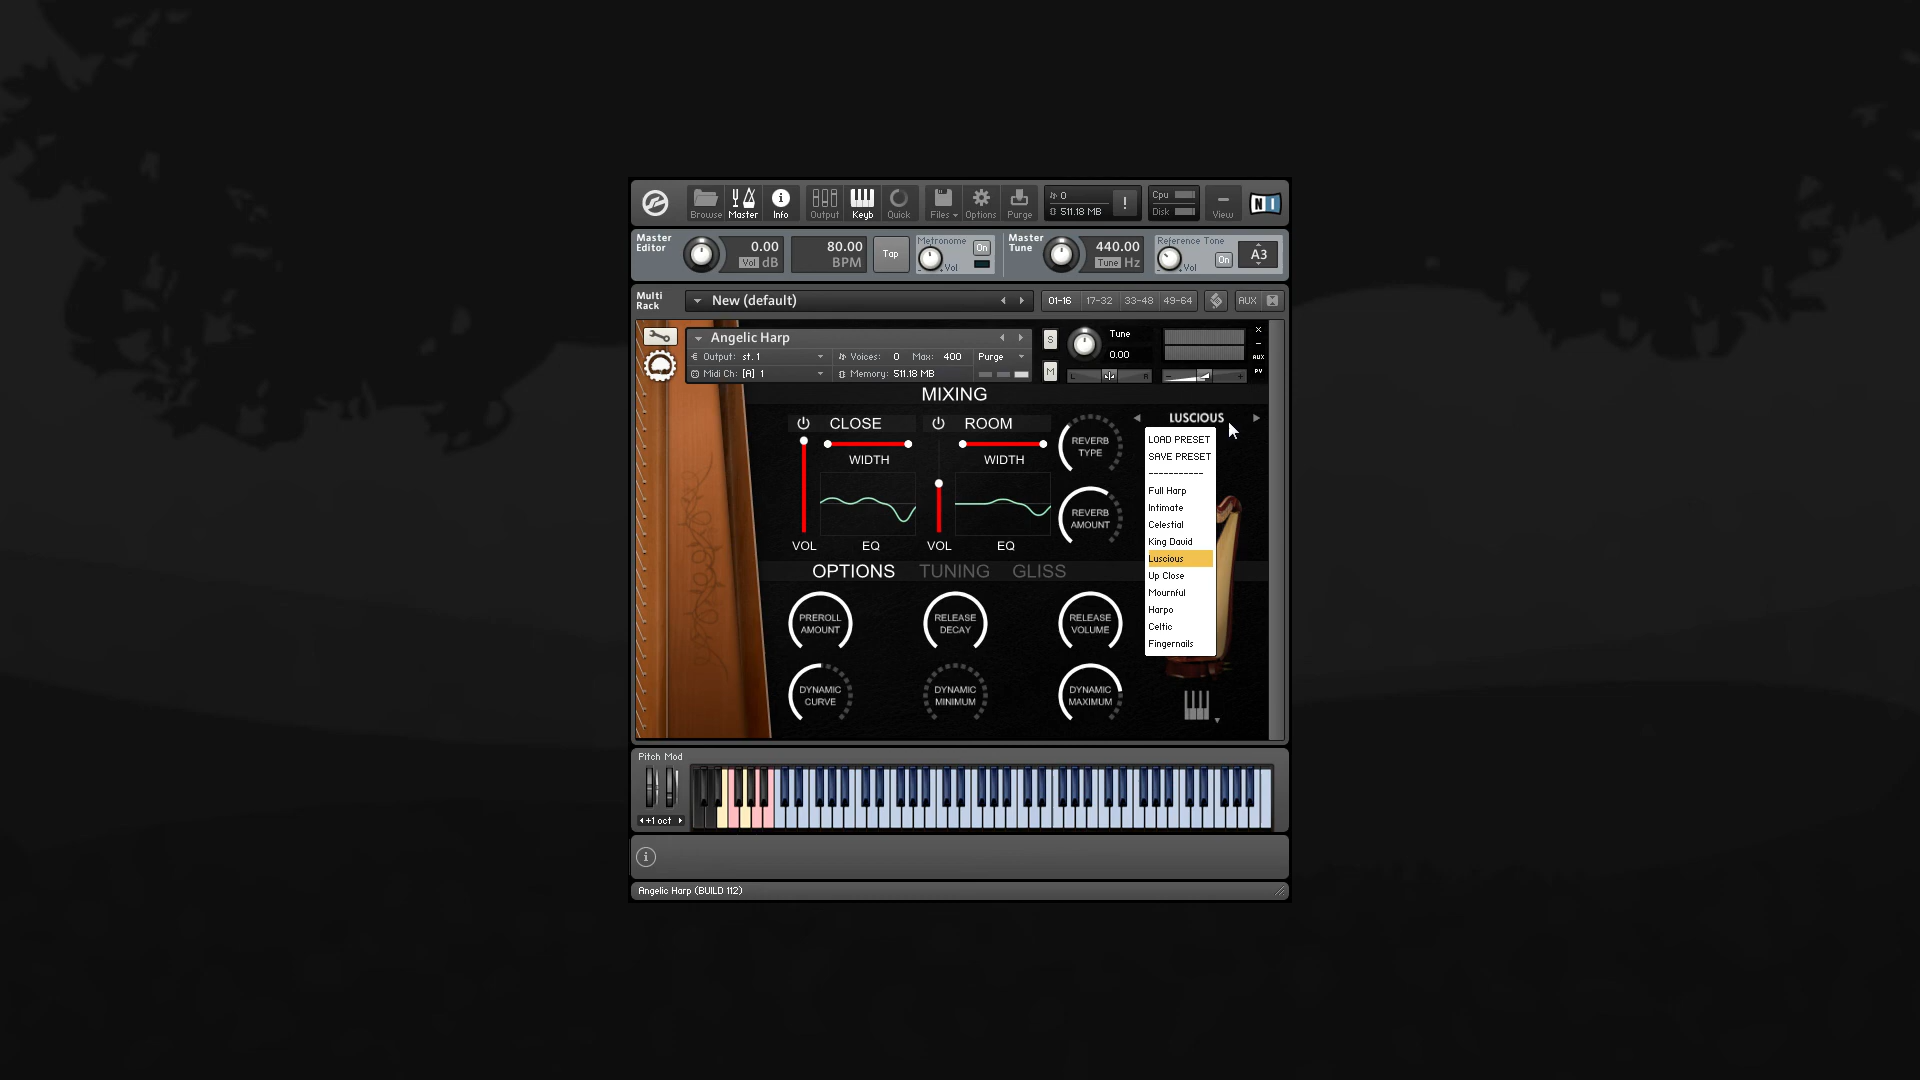 Browse Master Info Output Keyb Quick Files Options Purge
0
511.18 MB
!
Cpu
Disk
View
NI
Master
Editor
0.00
Vol dB
80.00
BPM
Tap
Metronome
On
Vol
Master
Tune
440.00
Tune Hz
Reference Tone
Vol
On
A3
Multi
Rack
New (default)
01-16 17-32 33-48 49-64
AUX
Angelic Harp
Output: st. 1
Voices: 0 Max: 400
Purge
Midi Ch: [A] 1
Memory: 511.18 MB
S
M
Tune
0.00
L R
- +
x
-
AUX
PV
MIXING
CLOSE
WIDTH
VOL EQ
ROOM
WIDTH
VOL EQ
REVERB
TYPE
REVERB
AMOUNT
LUSCIOUS
LOAD PRESET
SAVE PRESET
-----------
Full Harp
Intimate
Celestial
King David
Luscious
Up Close
Mournful
Harpo
Celtic
Fingernails
OPTIONS TUNING GLISS
PREROLL
AMOUNT
RELEASE
DECAY
RELEASE
VOLUME
DYNAMIC
CURVE
DYNAMIC
MINIMUM
DYNAMIC
MAXIMUM
Pitch Mod
+1 oct
i
Angelic Harp (BUILD 112)